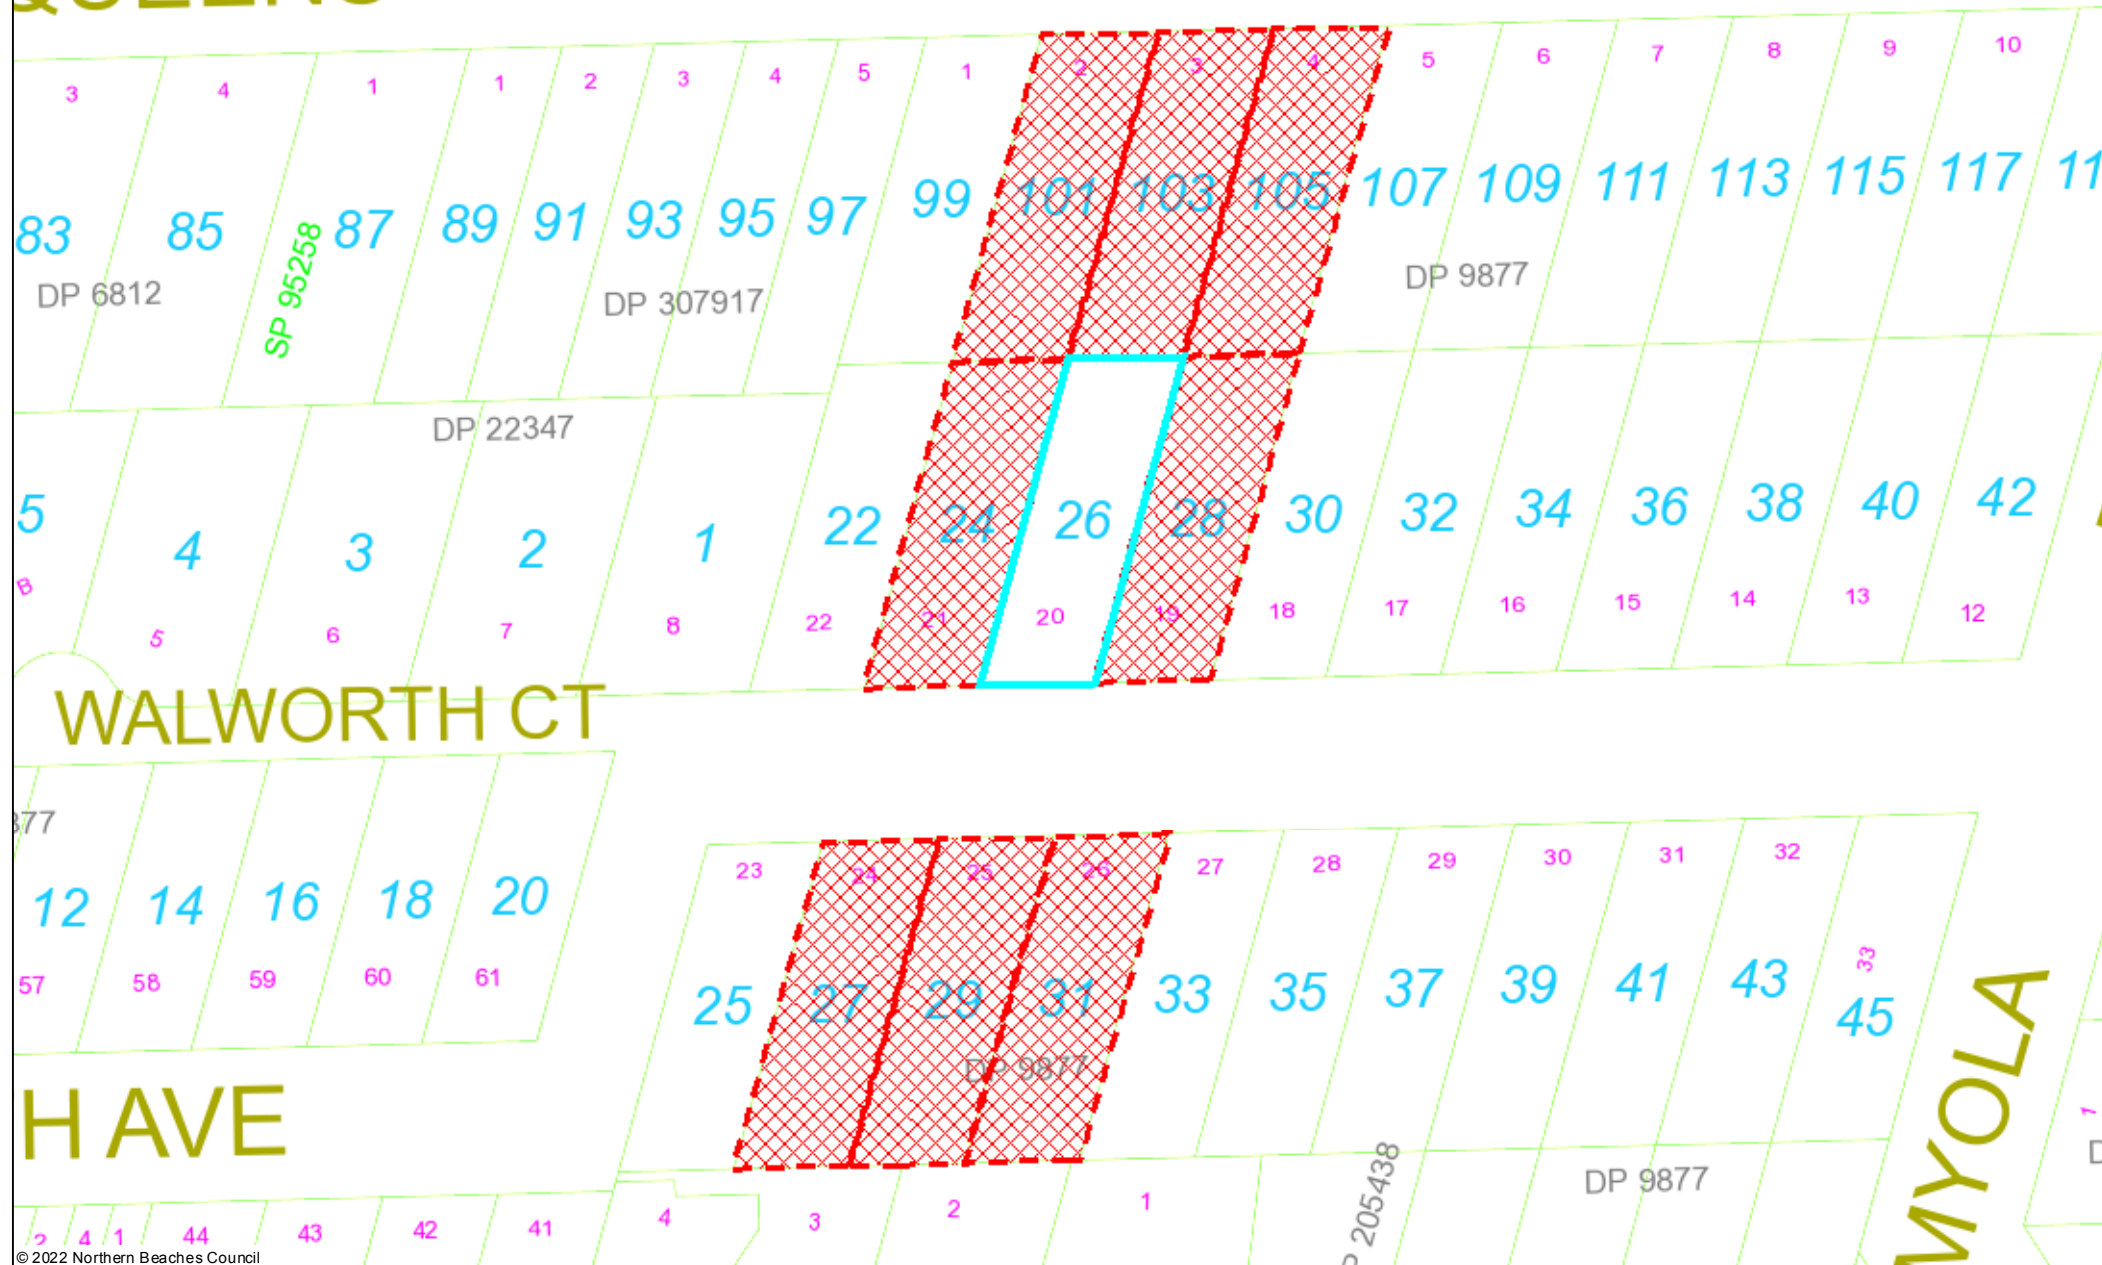 3 4 1 1 2 3 4 5 1 2 3 4 5 6 7 8 9 10
83 85 87 89 91 93 95 97 99 101 103 105 107 109 111 113 115 117
DP 6812
SP 95258
DP 307917
DP 9877
DP 22347
5 4 3 2 1 22 24 26 28 30 32 34 36 38 40 42
B 5 6 7 8 22 21 20 19 18 17 16 15 14 13 12
WALWORTH CT
23 24 25 26 27 28 29 30 31 32 33
12 14 16 18 20
57 58 59 60 61
25 27 29 31 33 35 37 39 41 43 45
DP 9877
H AVE
MYOLA
1
DP 9877
205438
2 4 1 44 43 42 41 4 3 2 1
© 2022 Northern Beaches Council